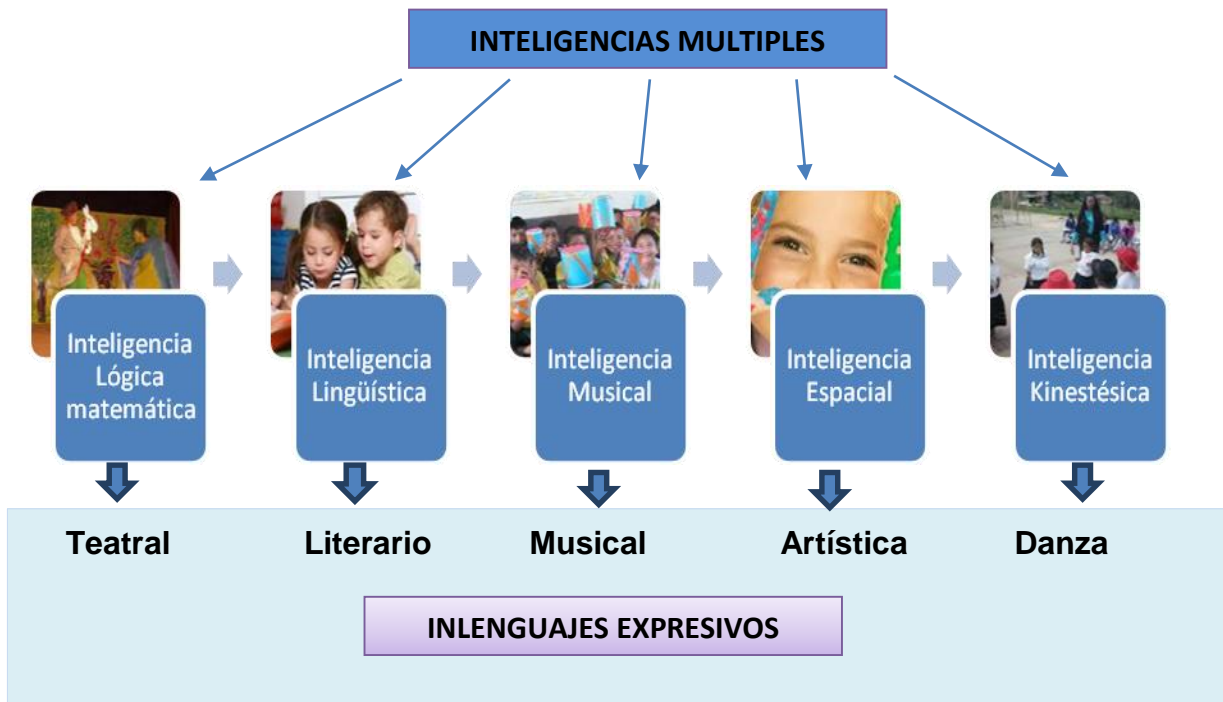 INTELIGENCIAS MULTIPLES
Inteligencia
Lógica
matemática
Inteligencia
Lingüística
Inteligencia
Musical
Inteligencia
Espacial
Inteligencia
Kinestésica
Teatral
Literario
Musical
Artística
Danza
INLENGUAJES EXPRESIVOS